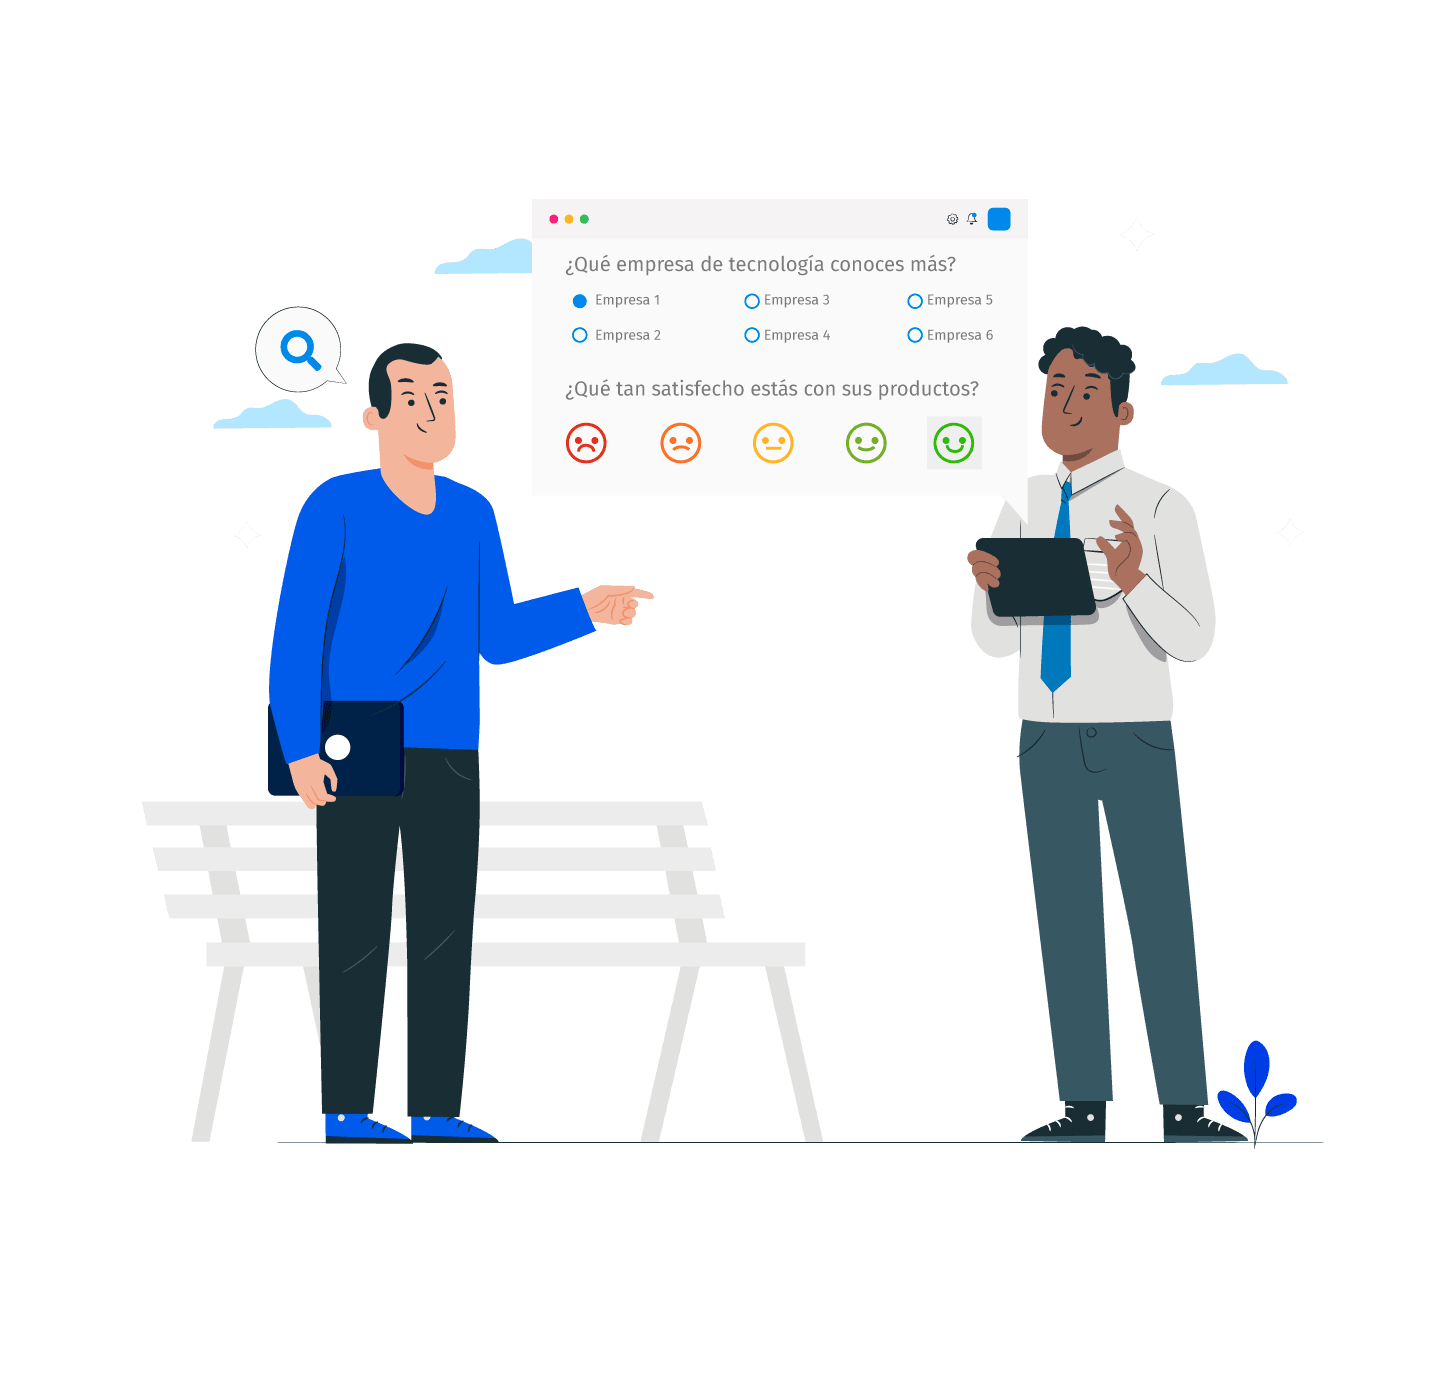 ¿Qué empresa de tecnología conoces más?
Empresa 1 Empresa 3 Empresa 5
Empresa 2 Empresa 4 Empresa 6
¿Qué tan satisfecho estás con sus productos?